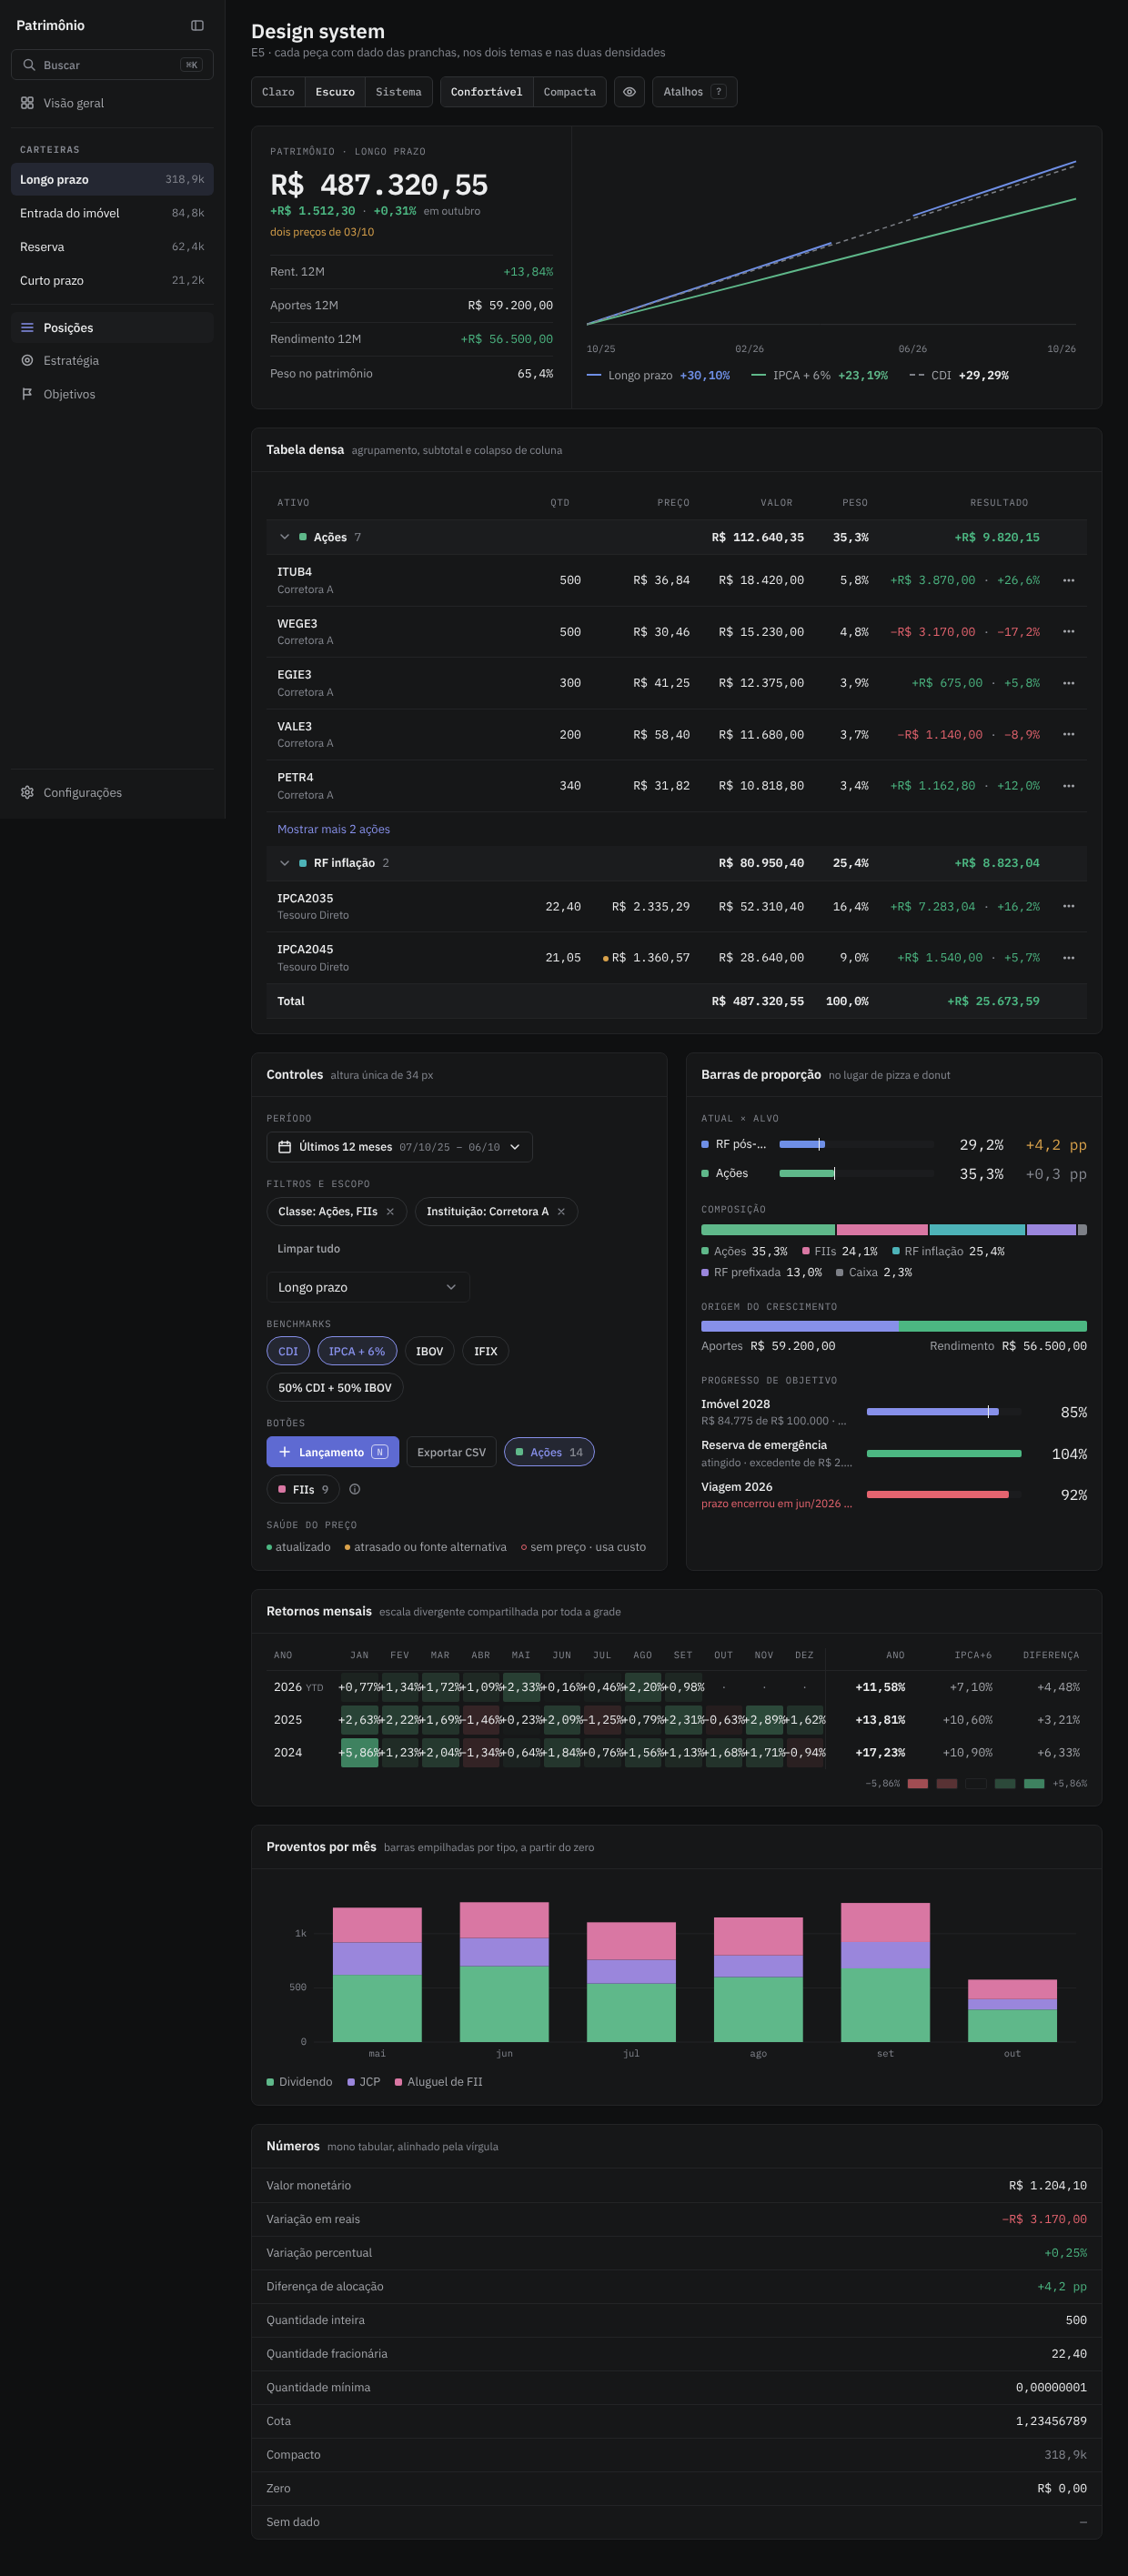 Patrimônio
Buscar ⌘K
Visão geral
CARTEIRAS
Longo prazo 318,9k
Entrada do imóvel 84,8k
Reserva 62,4k
Curto prazo 21,2k
Posições
Estratégia
Objetivos
Configurações
Design system
E5 · cada peça com dado das pranchas, nos dois temas e nas duas densidades
Claro Escuro Sistema Confortável Compacta Atalhos ?
PATRIMÔNIO · LONGO PRAZO
R$ 487.320,55
+R$ 1.512,30 · +0,31% em outubro
dois preços de 03/10
Rent. 12M +13,84%
Aportes 12M R$ 59.200,00
Rendimento 12M +R$ 56.500,00
Peso no patrimônio 65,4%
10/25 02/26 06/26 10/26
Longo prazo +30,10% IPCA + 6% +23,19% CDI +29,29%
Tabela densa agrupamento, subtotal e colapso de coluna
ATIVO QTD PREÇO VALOR PESO RESULTADO
Ações 7 R$ 112.640,35 35,3% +R$ 9.820,15
ITUB4 500 R$ 36,84 R$ 18.420,00 5,8% +R$ 3.870,00 · +26,6%
Corretora A
WEGE3 500 R$ 30,46 R$ 15.230,00 4,8% −R$ 3.170,00 · −17,2%
Corretora A
EGIE3 300 R$ 41,25 R$ 12.375,00 3,9% +R$ 675,00 · +5,8%
Corretora A
VALE3 200 R$ 58,40 R$ 11.680,00 3,7% −R$ 1.140,00 · −8,9%
Corretora A
PETR4 340 R$ 31,82 R$ 10.818,80 3,4% +R$ 1.162,80 · +12,0%
Corretora A
Mostrar mais 2 ações
RF inflação 2 R$ 80.950,40 25,4% +R$ 8.823,04
IPCA2035 22,40 R$ 2.335,29 R$ 52.310,40 16,4% +R$ 7.283,04 · +16,2%
Tesouro Direto
IPCA2045 21,05 R$ 1.360,57 R$ 28.640,00 9,0% +R$ 1.540,00 · +5,7%
Tesouro Direto
Total R$ 487.320,55 100,0% +R$ 25.673,59
Controles altura única de 34 px
PERÍODO
Últimos 12 meses 07/10/25 – 06/10
FILTROS E ESCOPO
Classe: Ações, FIIs × Instituição: Corretora A ×
Limpar tudo
Longo prazo
BENCHMARKS
CDI IPCA + 6% IBOV IFIX
50% CDI + 50% IBOV
BOTÕES
+ Lançamento N Exportar CSV Ações 14
FIIs 9
SAÚDE DO PREÇO
atualizado atrasado ou fonte alternativa sem preço · usa custo
Barras de proporção no lugar de pizza e donut
ATUAL × ALVO
RF pós-... 29,2% +4,2 pp
Ações 35,3% +0,3 pp
COMPOSIÇÃO
Ações 35,3% FIIs 24,1% RF inflação 25,4%
RF prefixada 13,0% Caixa 2,3%
ORIGEM DO CRESCIMENTO
Aportes R$ 59.200,00 Rendimento R$ 56.500,00
PROGRESSO DE OBJETIVO
Imóvel 2028 85%
R$ 84.775 de R$ 100.000 · ...
Reserva de emergência 104%
atingido · excedente de R$ 2....
Viagem 2026 92%
prazo encerrou em jun/2026 ...
Retornos mensais escala divergente compartilhada por toda a grade
ANO JAN FEV MAR ABR MAI JUN JUL AGO SET OUT NOV DEZ ANO IPCA+6 DIFERENÇA
2026 YTD +0,77% +1,34% +1,72% +1,09% +2,33% +0,16% +0,46% +2,20% +0,98% · · · +11,58% +7,10% +4,48%
2025 +2,63% +2,22% +1,69% −1,46% +0,23% +2,09% −1,25% +0,79% +2,31% −0,63% +2,89% +1,62% +13,81% +10,60% +3,21%
2024 +5,86% +1,23% +2,04% −1,34% +0,64% +1,84% +0,76% +1,56% +1,13% +1,68% +1,71% −0,94% +17,23% +10,90% +6,33%
−5,86% +5,86%
Proventos por mês barras empilhadas por tipo, a partir do zero
1k
500
0
mai jun jul ago set out
Dividendo JCP Aluguel de FII
Números mono tabular, alinhado pela vírgula
Valor monetário R$ 1.204,10
Variação em reais −R$ 3.170,00
Variação percentual +0,25%
Diferença de alocação +4,2 pp
Quantidade inteira 500
Quantidade fracionária 22,40
Quantidade mínima 0,00000001
Cota 1,23456789
Compacto 318,9k
Zero R$ 0,00
Sem dado —